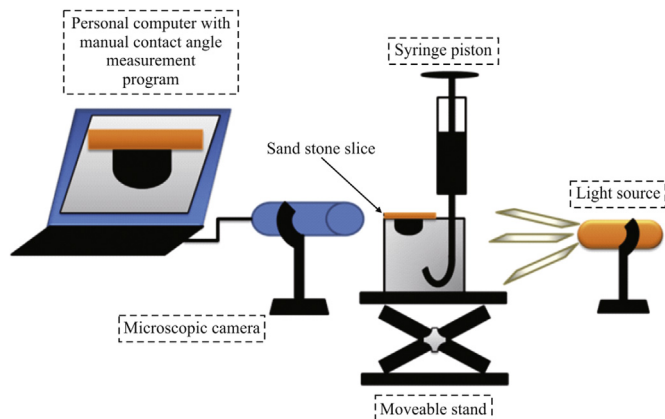 Personal computer with
manual contact angle
measurement
program
Syringe piston
Sand stone slice
Light source
Microscopic camera
Moveable stand